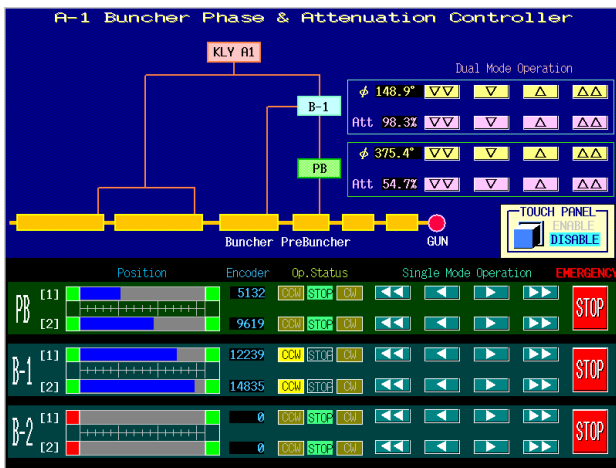 A-1 Buncher Phase & Attenuation Controller
KLY A1
Dual Mode Operation
ϕ 148.9° ▽▽ ▽ △ △△
B-1
Att 98.3% ▽▽ ▽ △ △△
ϕ 375.4° ▽▽ ▽ △ △△
PB
Att 54.7% ▽▽ ▽ △ △△
TOUCH PANEL
ENABLE
DISABLE
Buncher PreBuncher GUN
Position Encoder Op.Status Single Mode Operation EMERGENCY
PB
[1] 5132 CCW STOP CW ◀◀ ◀ ▶ ▶▶ STOP
[2] 9619 CCW STOP CW ◀◀ ◀ ▶ ▶▶
B-1
[1] 12239 CCW STOP CW ◀◀ ◀ ▶ ▶▶ STOP
[2] 14835 CCW STOP CW ◀◀ ◀ ▶ ▶▶
B-2
[1] 0 CCW STOP CW ◀◀ ◀ ▶ ▶▶ STOP
[2] 0 CCW STOP CW ◀◀ ◀ ▶ ▶▶